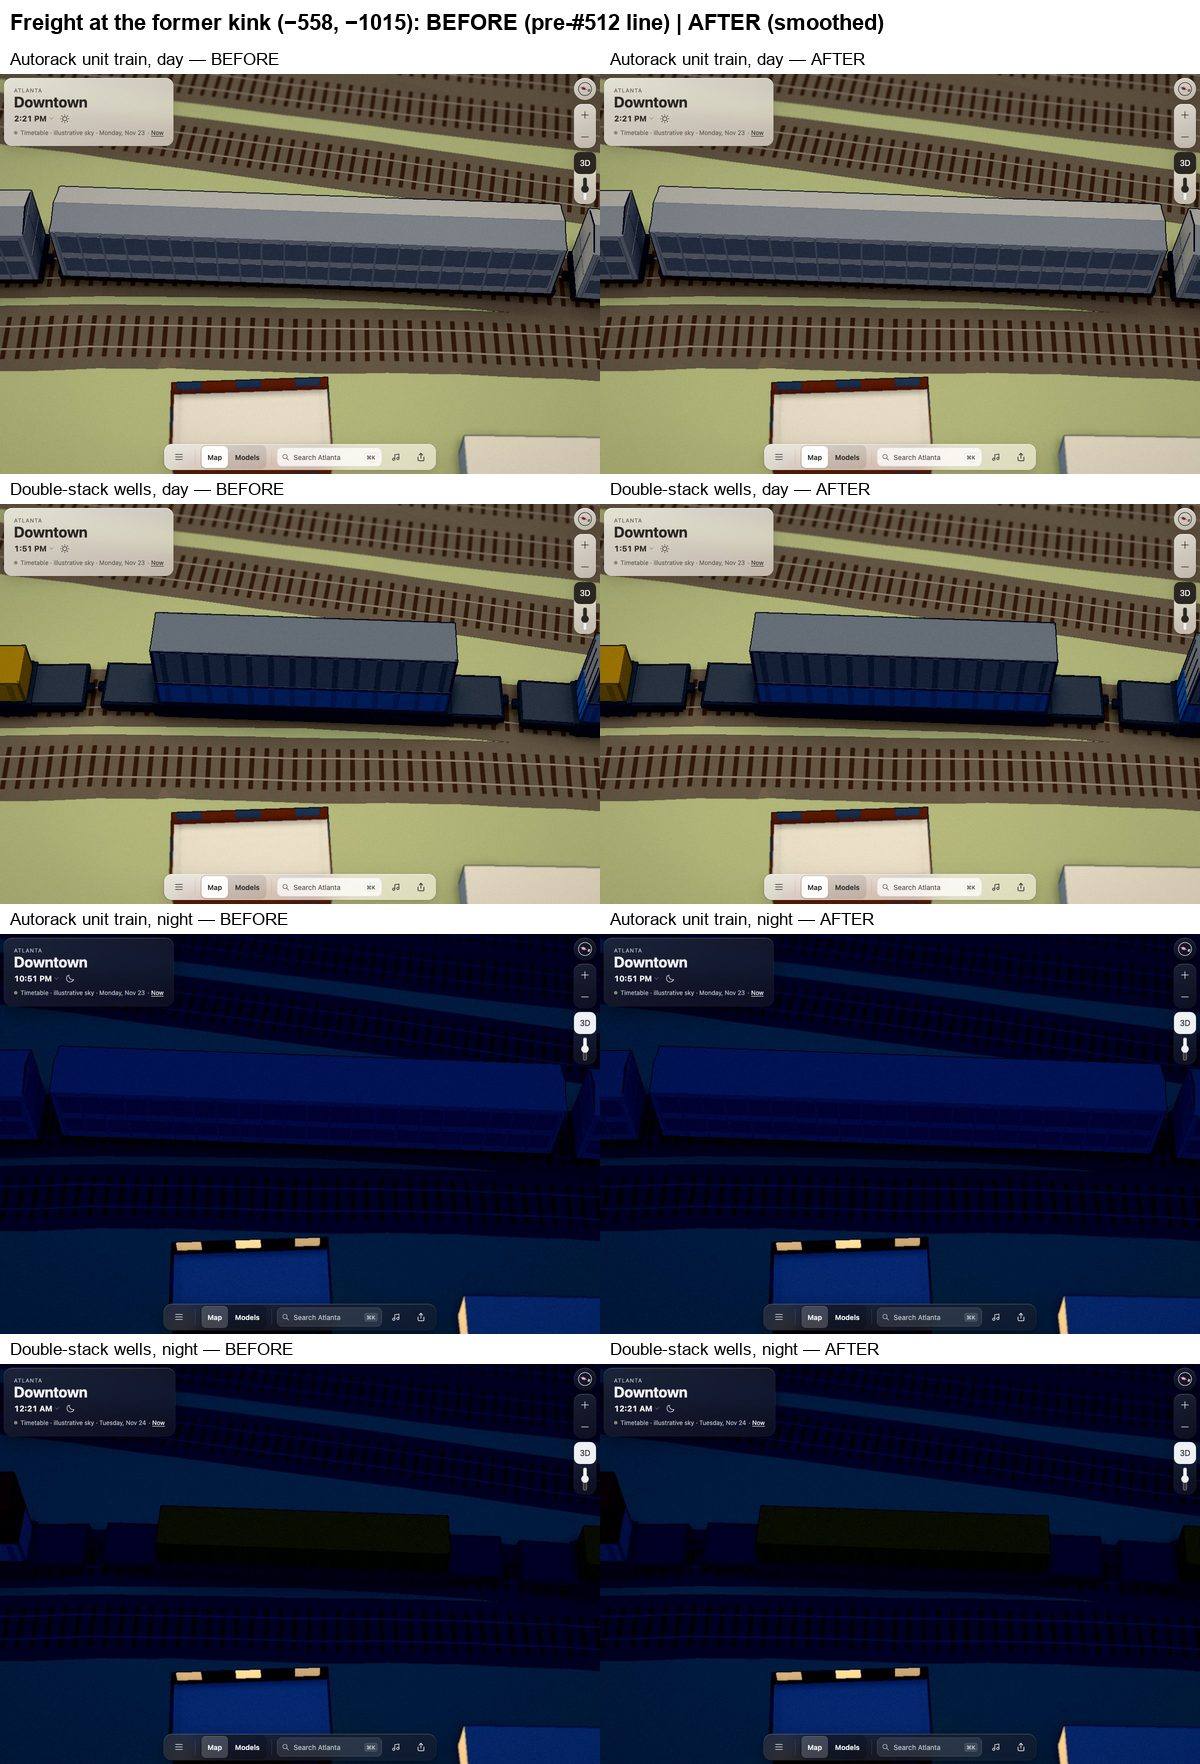 Freight at the former kink (−558, −1015): BEFORE (pre-#512 line) | AFTER (smoothed)
Autorack unit train, day — BEFORE
Autorack unit train, day — AFTER
ATLANTA
Downtown
2:21 PM
Timetable · illustrative sky · Monday, Nov 23 · Now
+
−
3D
Map Models Search Atlanta ⌘K
ATLANTA
Downtown
2:21 PM
Timetable · illustrative sky · Monday, Nov 23 · Now
+
−
3D
Map Models Search Atlanta ⌘K
Double-stack wells, day — BEFORE
Double-stack wells, day — AFTER
ATLANTA
Downtown
1:51 PM
Timetable · illustrative sky · Monday, Nov 23 · Now
+
−
3D
Map Models Search Atlanta ⌘K
ATLANTA
Downtown
1:51 PM
Timetable · illustrative sky · Monday, Nov 23 · Now
+
−
3D
Map Models Search Atlanta ⌘K
Autorack unit train, night — BEFORE
Autorack unit train, night — AFTER
ATLANTA
Downtown
10:51 PM
Timetable · illustrative sky · Monday, Nov 23 · Now
+
−
3D
Map Models Search Atlanta ⌘K
ATLANTA
Downtown
10:51 PM
Timetable · illustrative sky · Monday, Nov 23 · Now
+
−
3D
Map Models Search Atlanta ⌘K
Double-stack wells, night — BEFORE
Double-stack wells, night — AFTER
ATLANTA
Downtown
12:21 AM
Timetable · illustrative sky · Tuesday, Nov 24 · Now
+
−
3D
Map Models Search Atlanta ⌘K
ATLANTA
Downtown
12:21 AM
Timetable · illustrative sky · Tuesday, Nov 24 · Now
+
−
3D
Map Models Search Atlanta ⌘K